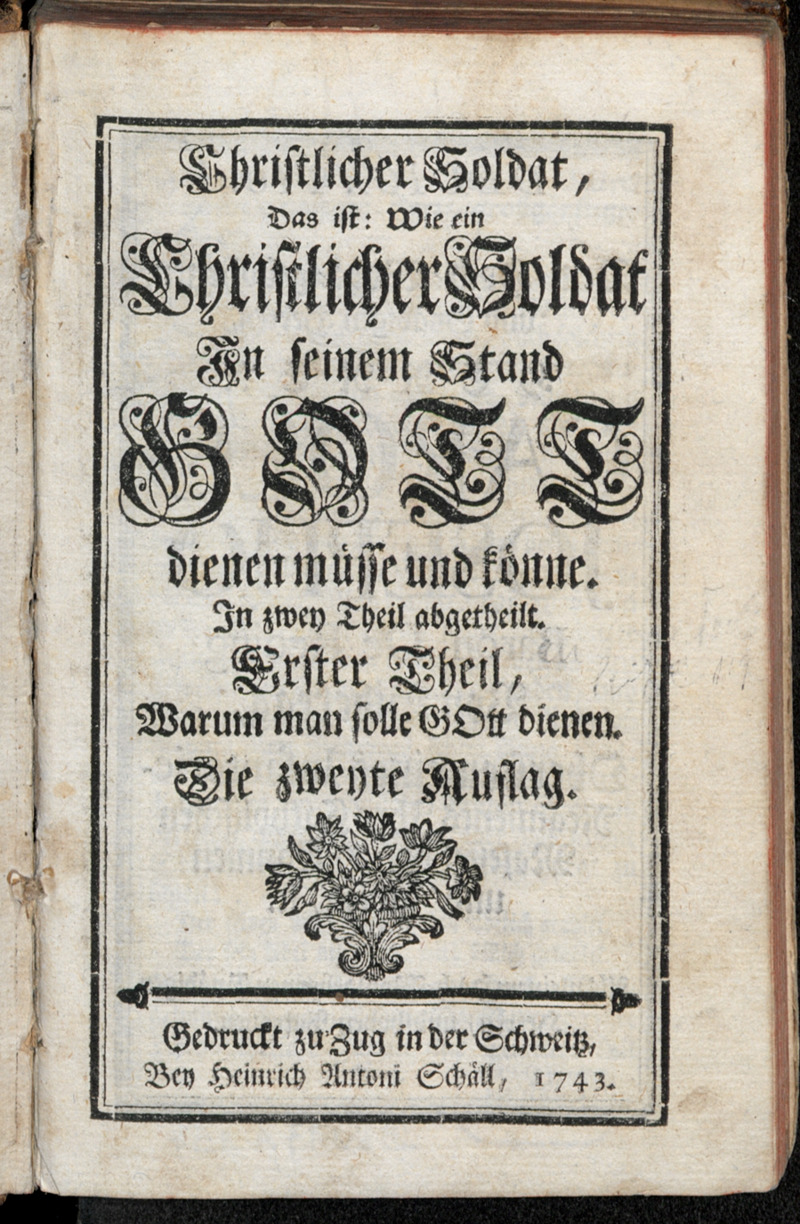 Christlicher Soldat,
Das ist: Wie ein
Christlicher Soldat
In seinem Stand
GOTT
dienen müsse und könne.
In zwey Theil abgetheilt.
Erster Theil,
Warum man solle GOtt dienen.
Die zweyte Auflag.
Gedruckt zu Zug in der Schweitz,
Bey Heinrich Antoni Schäll, 1743.